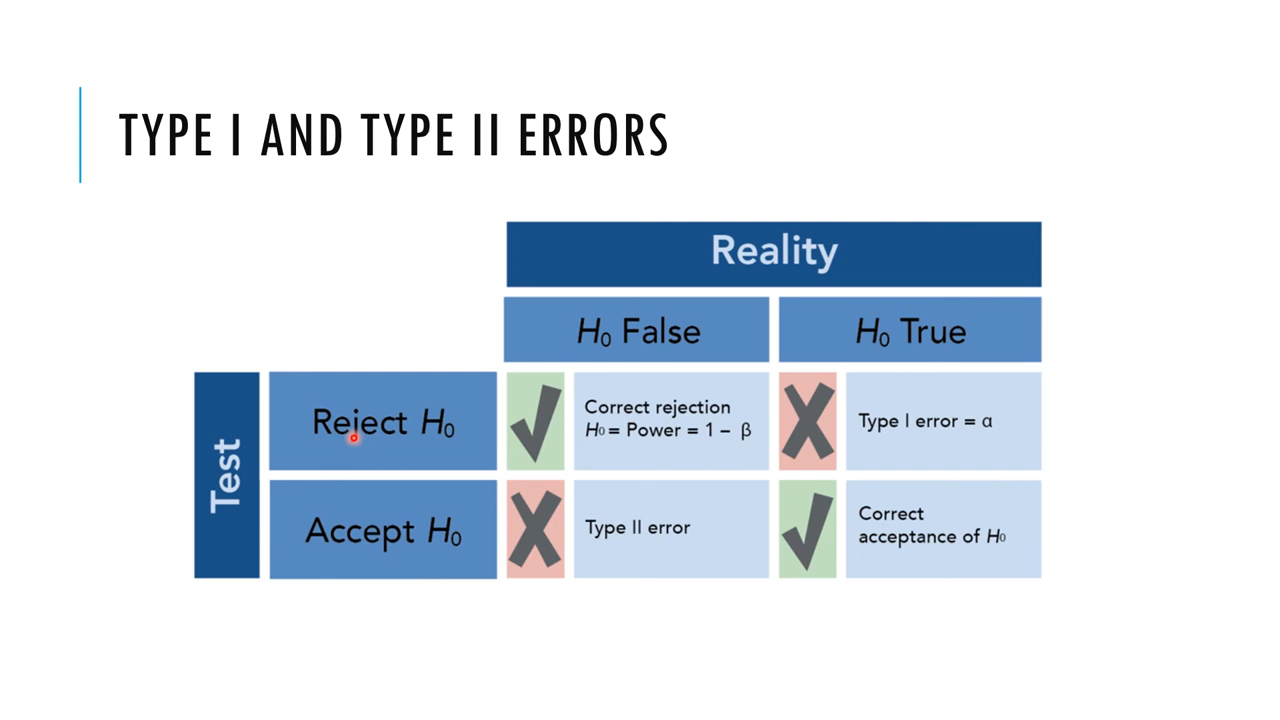 TYPE I AND TYPE II ERRORS
Reality
H₀ False
H₀ True
Test
Reject H₀
Correct rejection
H₀ = Power = 1 – β
Type I error = α
Accept H₀
Type II error
Correct
acceptance of H₀